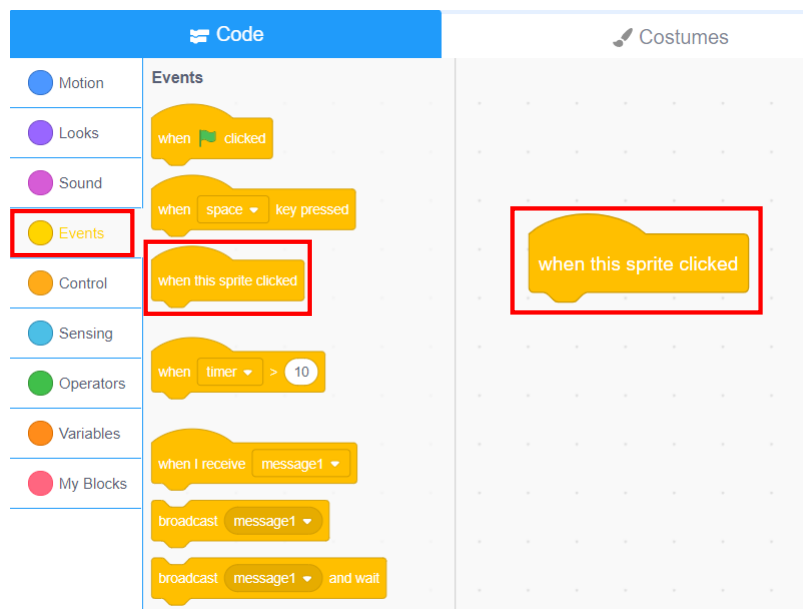 Code
Costumes
Motion
Looks
Sound
Events
Control
Sensing
Operators
Variables
My Blocks
Events
when clicked
when space key pressed
when this sprite clicked
when timer > 10
when I receive message1
broadcast message1
broadcast message1 and wait
when this sprite clicked